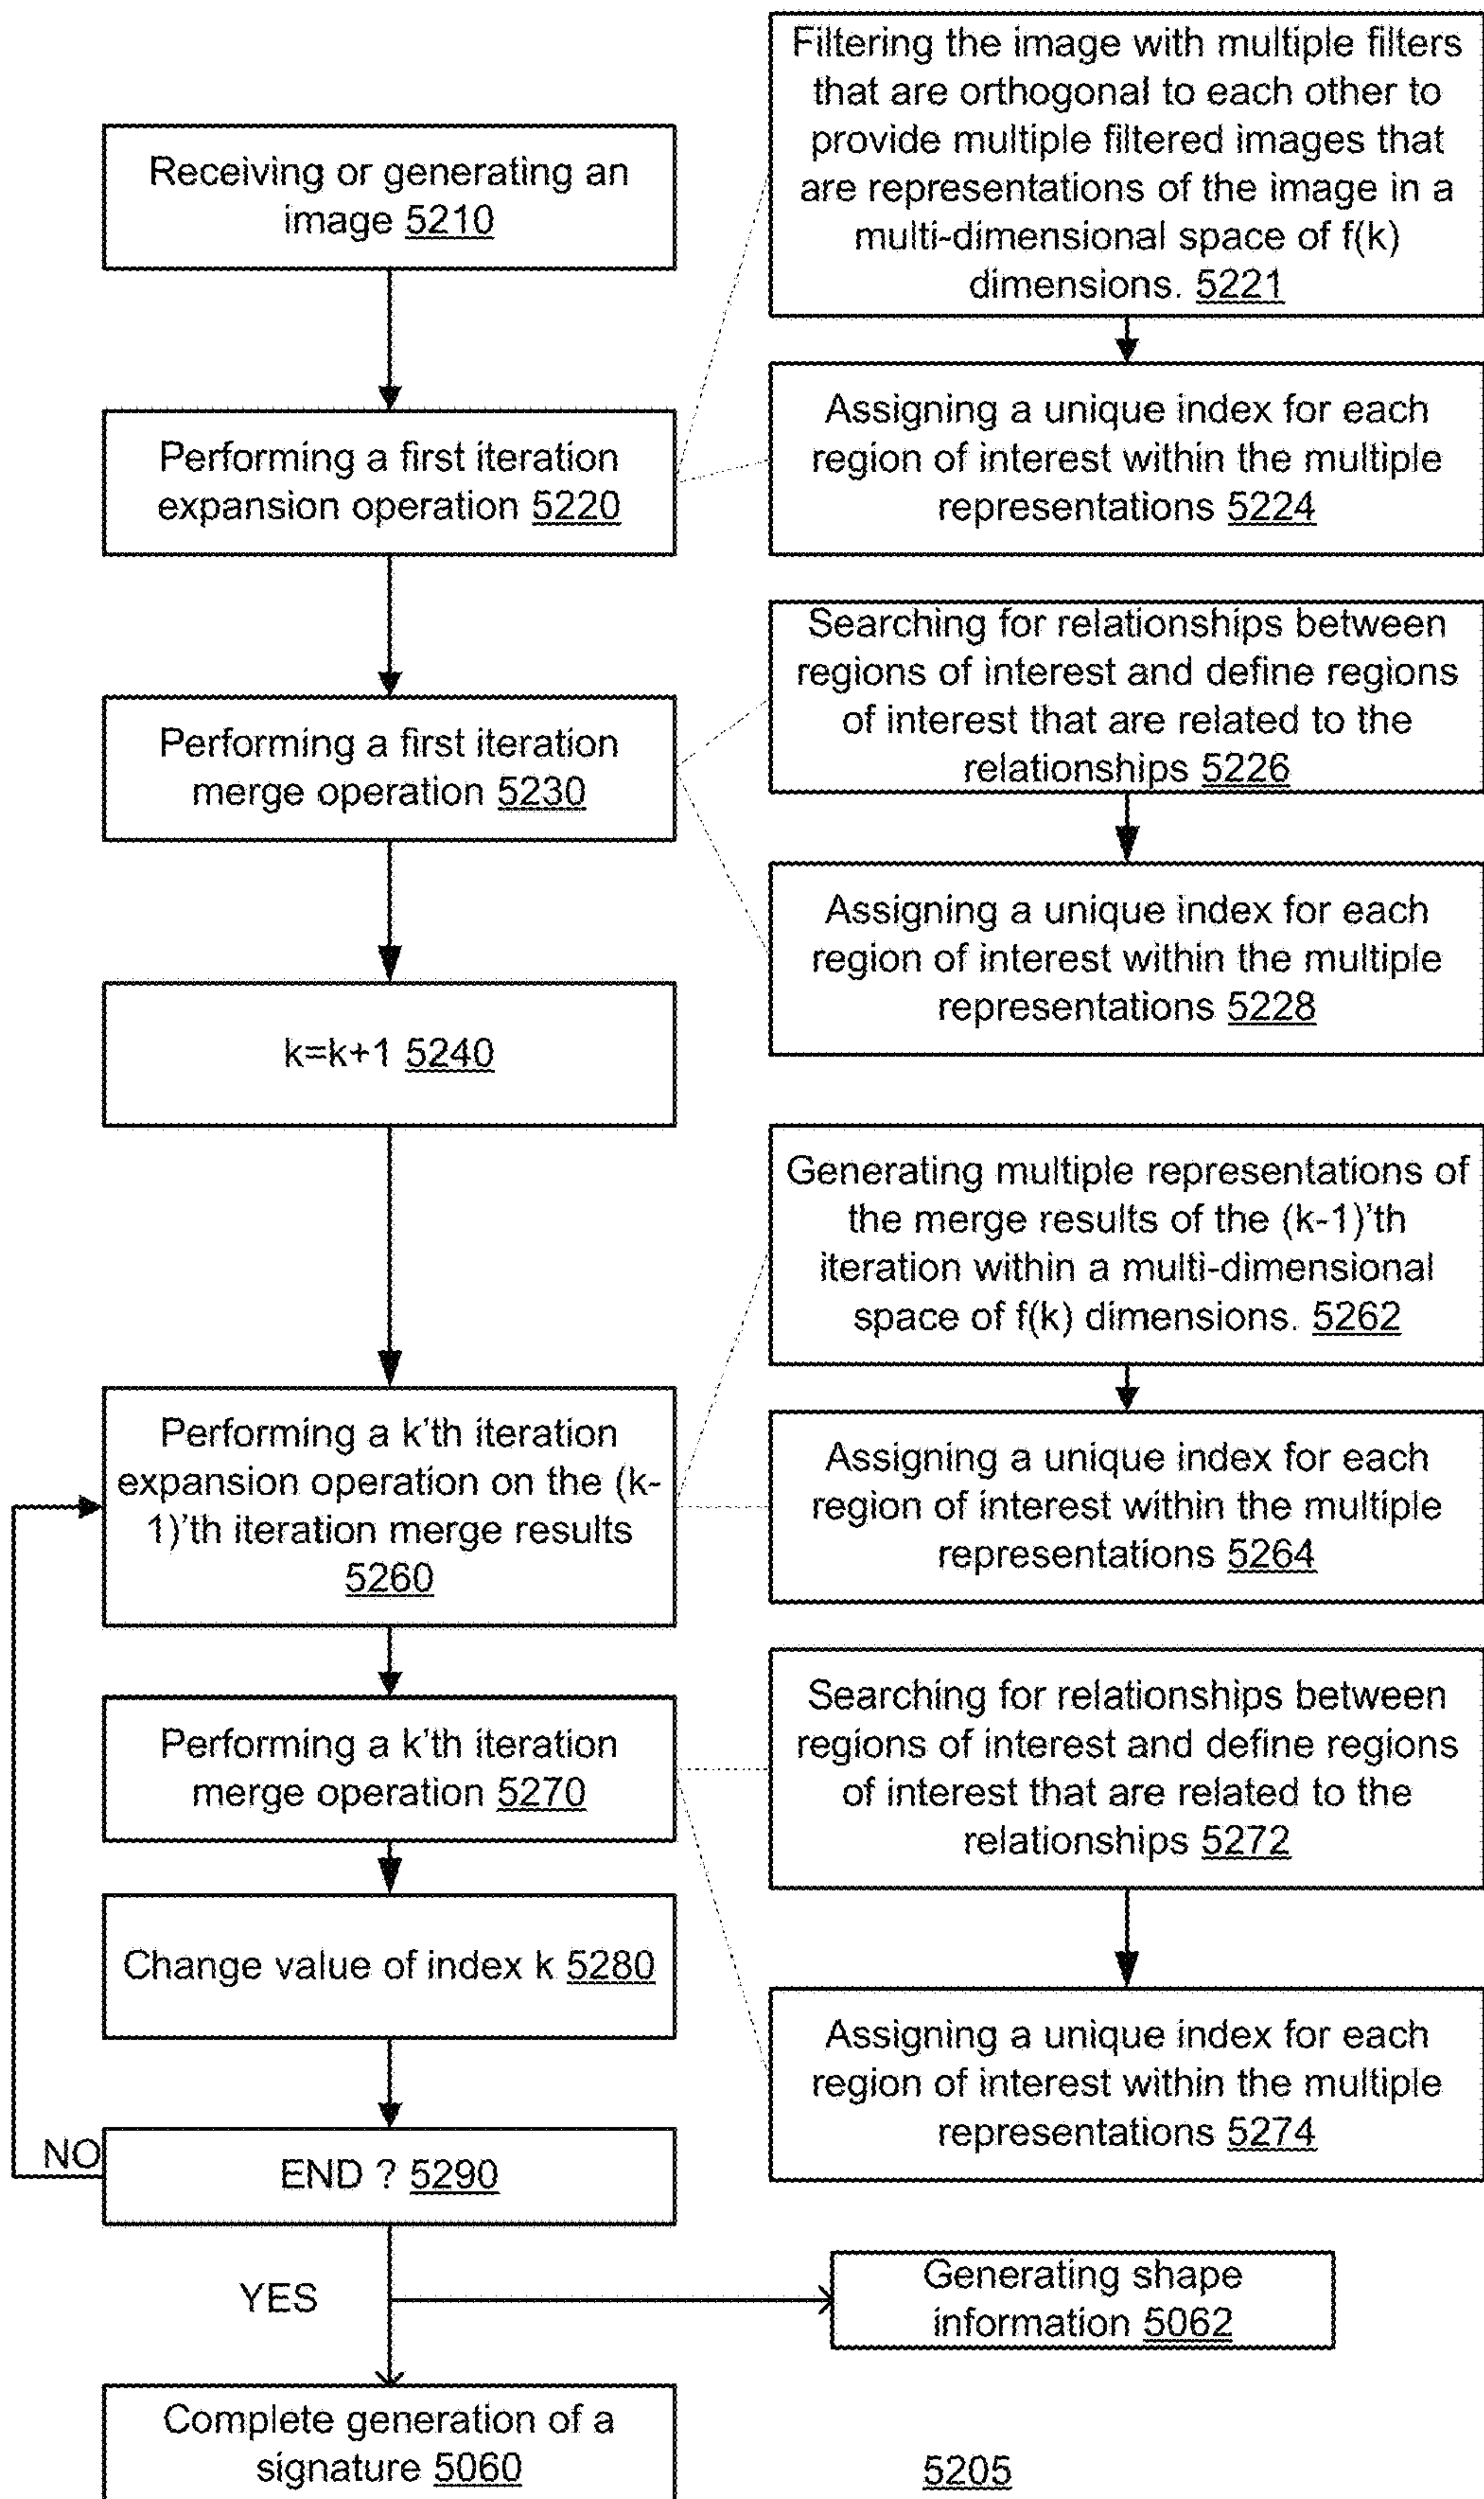 Receiving or generating an
image 5210
Filtering the image with multiple filters
that are orthogonal to each other to
provide multiple filtered images that
are representations of the image in a
multi-dimensional space of f(k)
dimensions. 5221
Performing a first iteration
expansion operation 5220
Assigning a unique index for each
region of interest within the multiple
representations 5224
Performing a first iteration
merge operation 5230
Searching for relationships between
regions of interest and define regions
of interest that are related to the
relationships 5226
Assigning a unique index for each
region of interest within the multiple
representations 5228
k=k+1 5240
Generating multiple representations of
the merge results of the (k-1)'th
iteration within a multi-dimensional
space of f(k) dimensions. 5262
Performing a k'th iteration
expansion operation on the (k-
1)'th iteration merge results
5260
Assigning a unique index for each
region of interest within the multiple
representations 5264
Performing a k'th iteration
merge operation 5270
Searching for relationships between
regions of interest and define regions
of interest that are related to the
relationships 5272
Change value of index k 5280
Assigning a unique index for each
region of interest within the multiple
representations 5274
NO
END ? 5290
YES
Generating shape
information 5062
Complete generation of a
signature 5060
5205